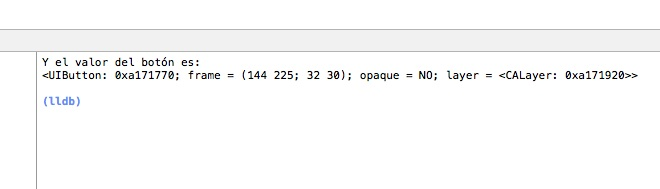 Y el valor del botón es:
<UIButton: 0xa171770; frame = (144 225; 32 30); opaque = NO; layer = <CALayer: 0xa171920>>
(lldb)